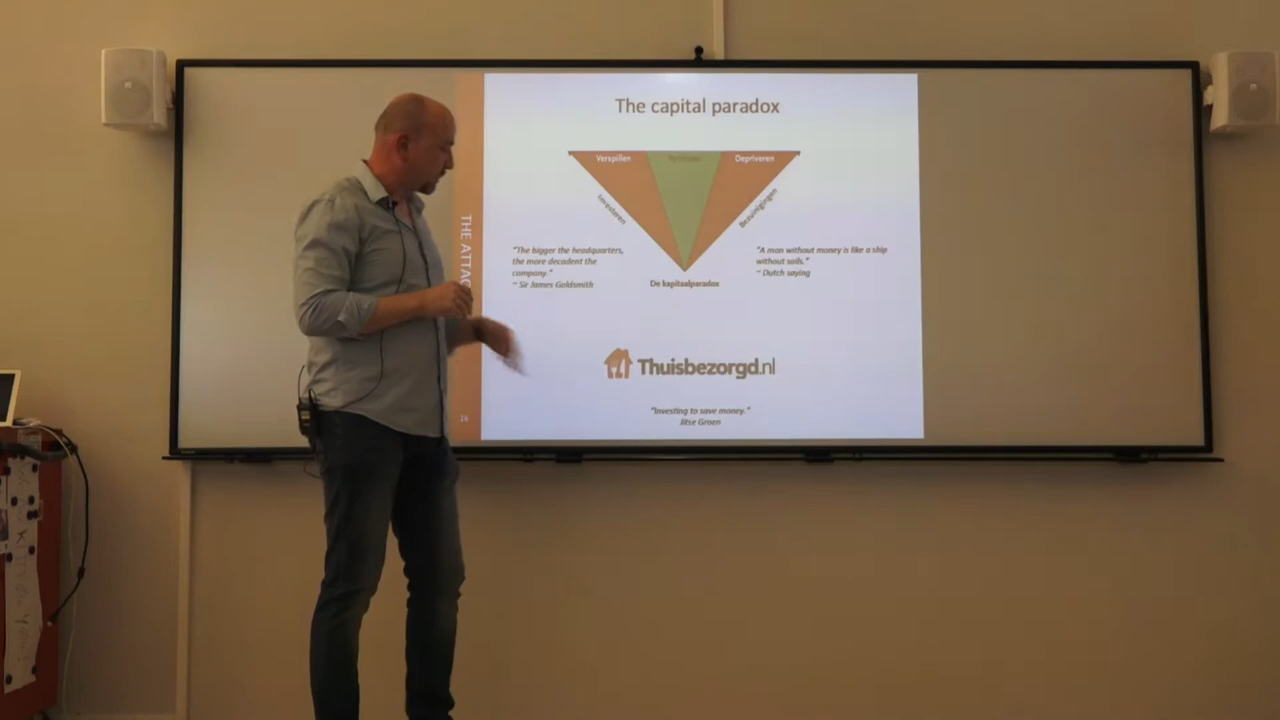 The capital paradox
Verspillen
Depriveren
Investeren
Bezuinigingen
"The bigger the headquarters,
the more decadent the
company."
~ Sir James Goldsmith
"A man without money is like a ship
without sails."
~ Dutch saying
De kapitaalparadox
THE ATTAC
Thuisbezorgd.nl
"Investing to save money."
Jitse Groen